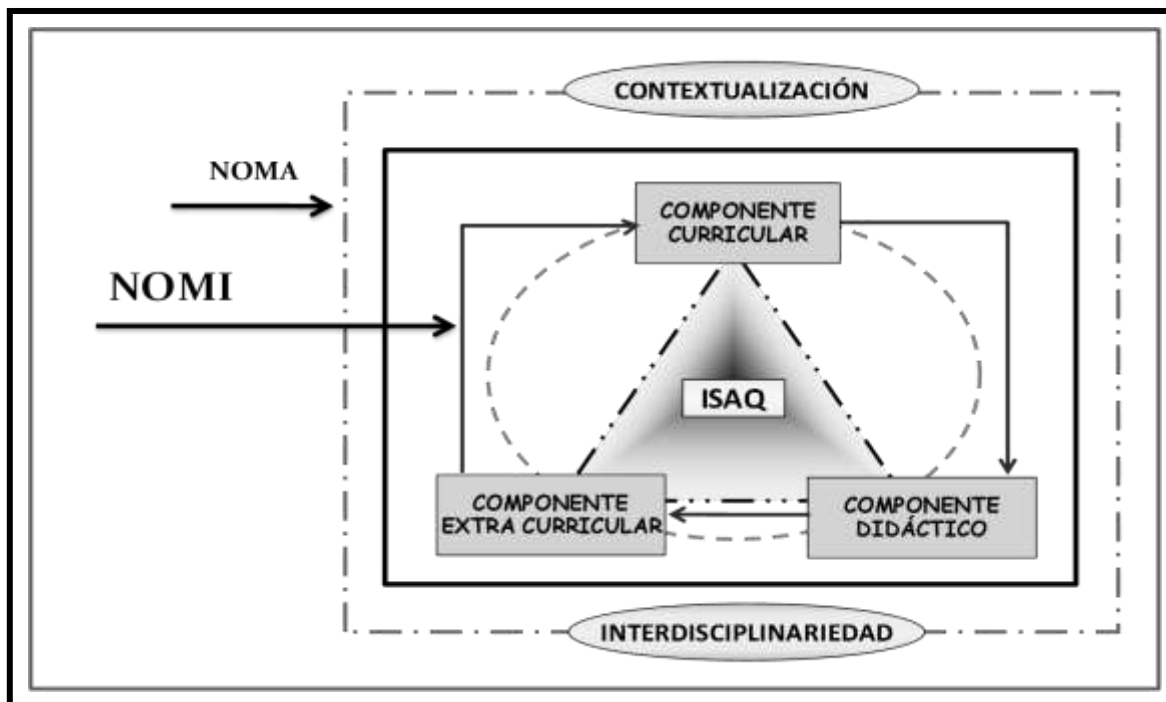 CONTEXTUALIZACIÓN
NOMA
NOMI
COMPONENTE
CURRICULAR
ISAQ
COMPONENTE
EXTRA CURRICULAR
COMPONENTE
DIDÁCTICO
INTERDISCIPLINARIEDAD